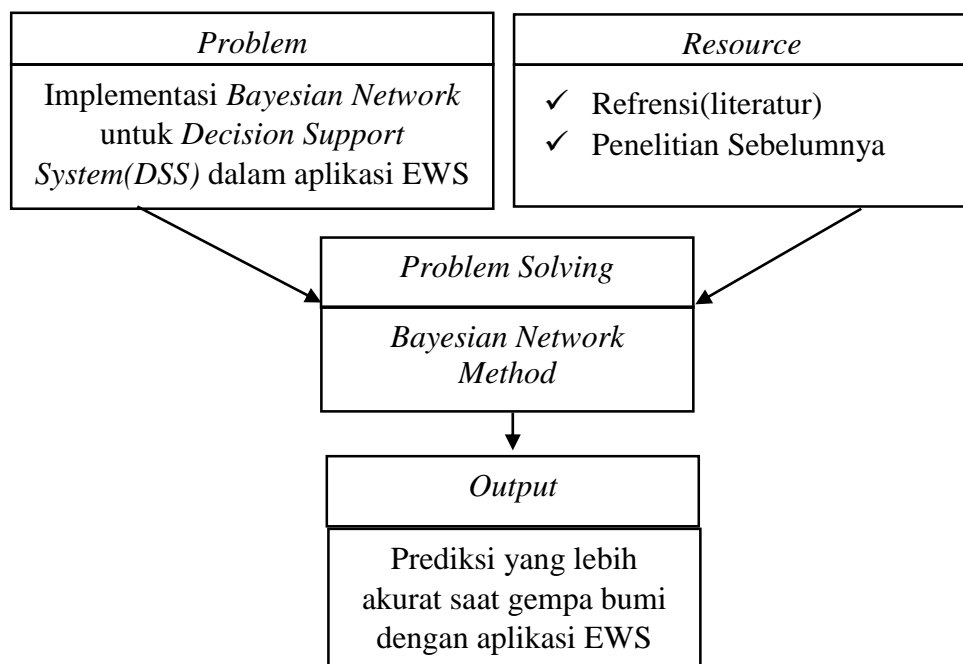 Problem
Implementasi Bayesian Network
untuk Decision Support
System(DSS) dalam aplikasi EWS
Resource
✓ Refrensi(literatur)
✓ Penelitian Sebelumnya
Problem Solving
Bayesian Network
Method
Output
Prediksi yang lebih
akurat saat gempa bumi
dengan aplikasi EWS